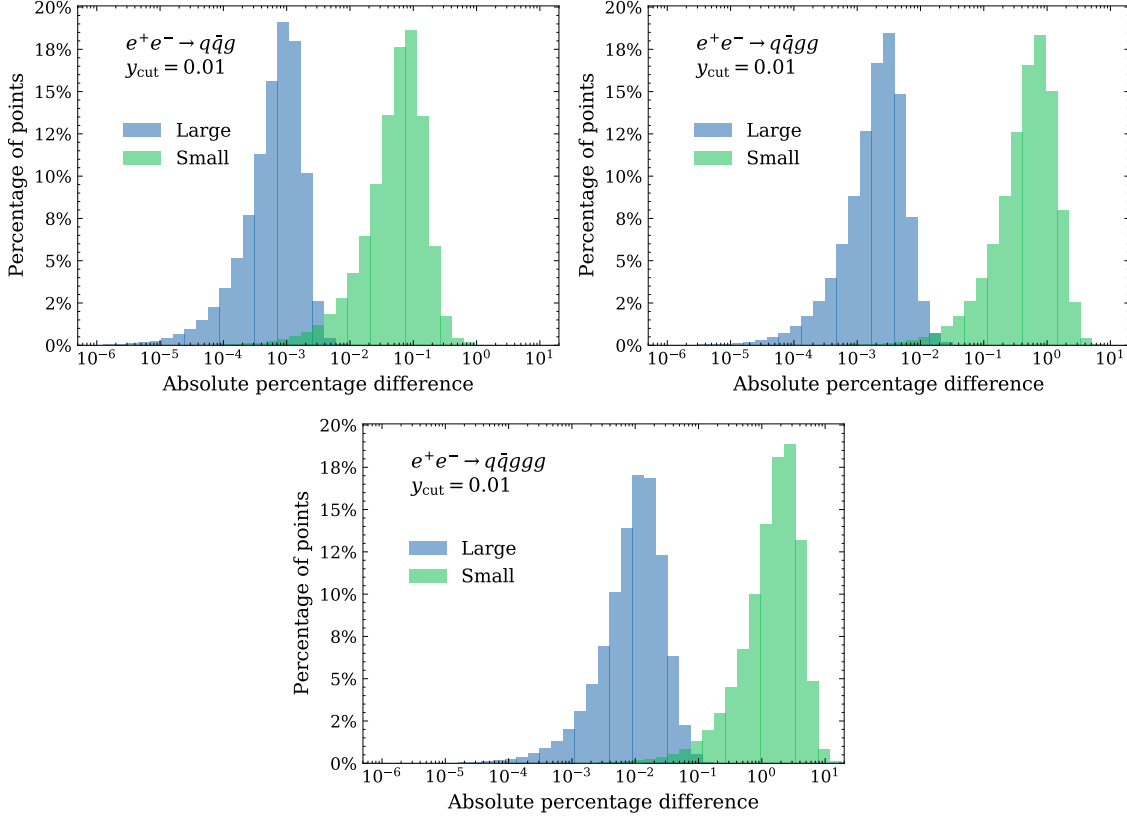 20%
18%
15%
12%
10%
8%
5%
2%
0%
Percentage of points
e⁺e⁻ → qq̄g
y_cut = 0.01
Large
Small
10⁻⁶ 10⁻⁵ 10⁻⁴ 10⁻³ 10⁻² 10⁻¹ 10⁰ 10¹
Absolute percentage difference
20%
18%
15%
12%
10%
8%
5%
2%
0%
Percentage of points
e⁺e⁻ → qq̄gg
y_cut = 0.01
Large
Small
10⁻⁶ 10⁻⁵ 10⁻⁴ 10⁻³ 10⁻² 10⁻¹ 10⁰ 10¹
Absolute percentage difference
20%
18%
15%
12%
10%
8%
5%
2%
0%
Percentage of points
e⁺e⁻ → qq̄ggg
y_cut = 0.01
Large
Small
10⁻⁶ 10⁻⁵ 10⁻⁴ 10⁻³ 10⁻² 10⁻¹ 10⁰ 10¹
Absolute percentage difference